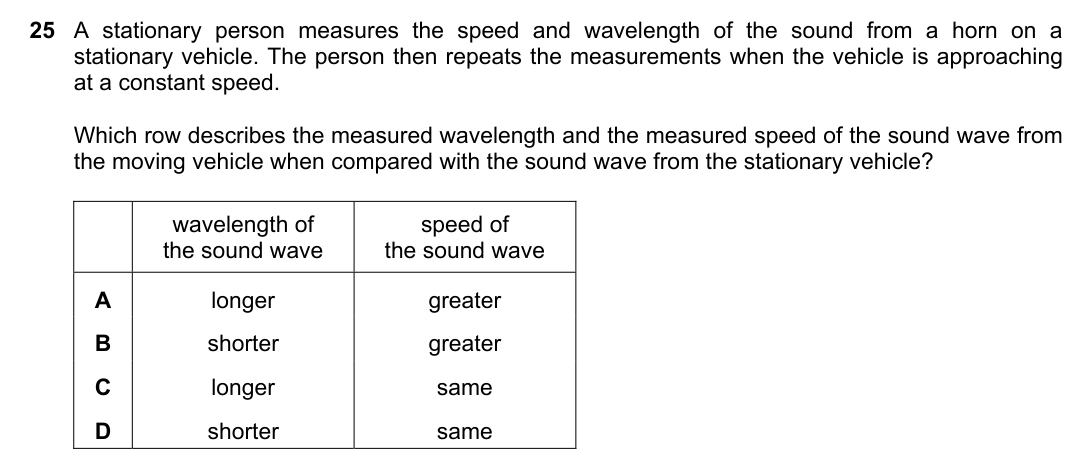 25 A stationary person measures the speed and wavelength of the sound from a horn on a
stationary vehicle. The person then repeats the measurements when the vehicle is approaching
at a constant speed.
Which row describes the measured wavelength and the measured speed of the sound wave from
the moving vehicle when compared with the sound wave from the stationary vehicle?
wavelength of
the sound wave
speed of
the sound wave
A longer greater
B shorter greater
C longer same
D shorter same